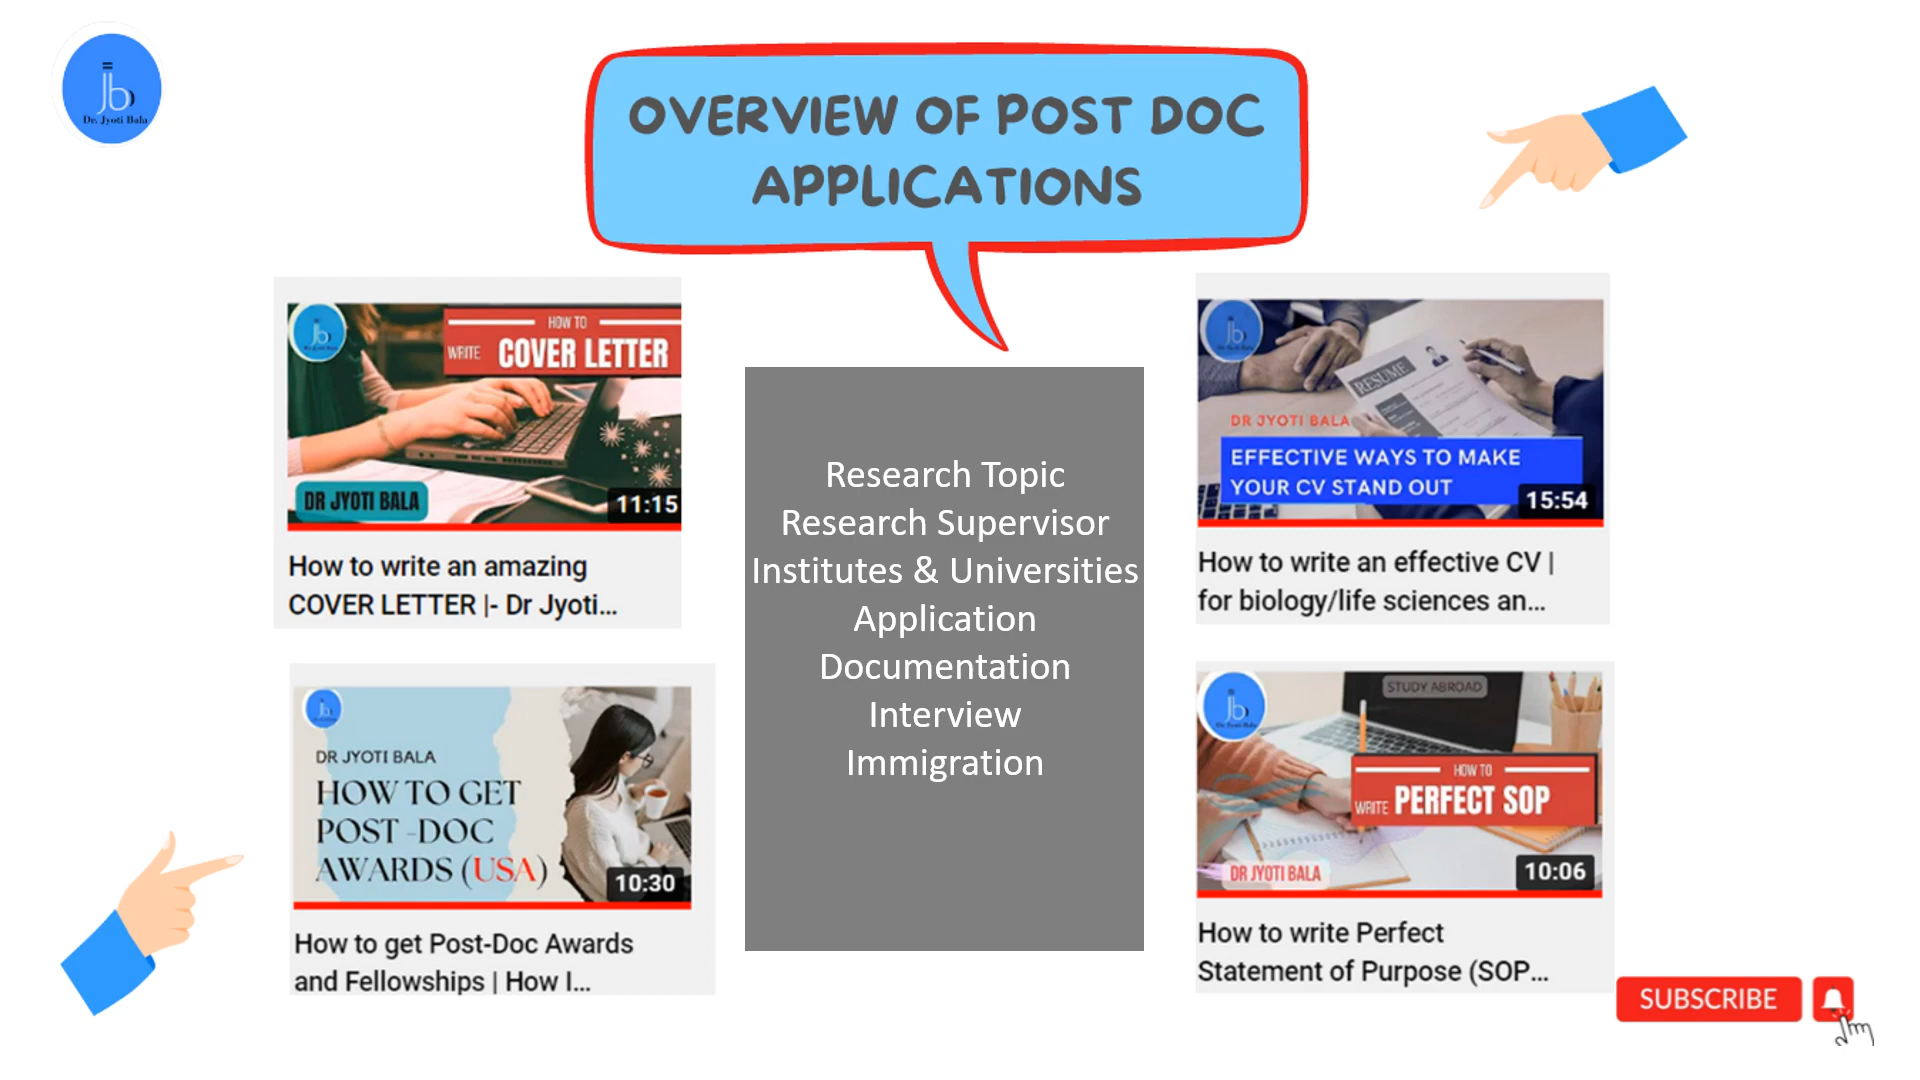 jb
Dr. Jyoti Bala
OVERVIEW OF POST DOC
APPLICATIONS
HOW TO
WRITE COVER LETTER
DR JYOTI BALA
11:15
How to write an amazing
COVER LETTER |- Dr Jyoti...
DR JYOTI BALA
HOW TO GET
POST -DOC
AWARDS (USA)
10:30
How to get Post-Doc Awards
and Fellowships | How I...
Research Topic
Research Supervisor
Institutes & Universities
Application
Documentation
Interview
Immigration
RESUME
DR JYOTI BALA
EFFECTIVE WAYS TO MAKE
YOUR CV STAND OUT
15:54
How to write an effective CV |
for biology/life sciences an...
STUDY ABROAD
HOW TO
WRITE PERFECT SOP
DR JYOTI BALA
10:06
How to write Perfect
Statement of Purpose (SOP...
SUBSCRIBE